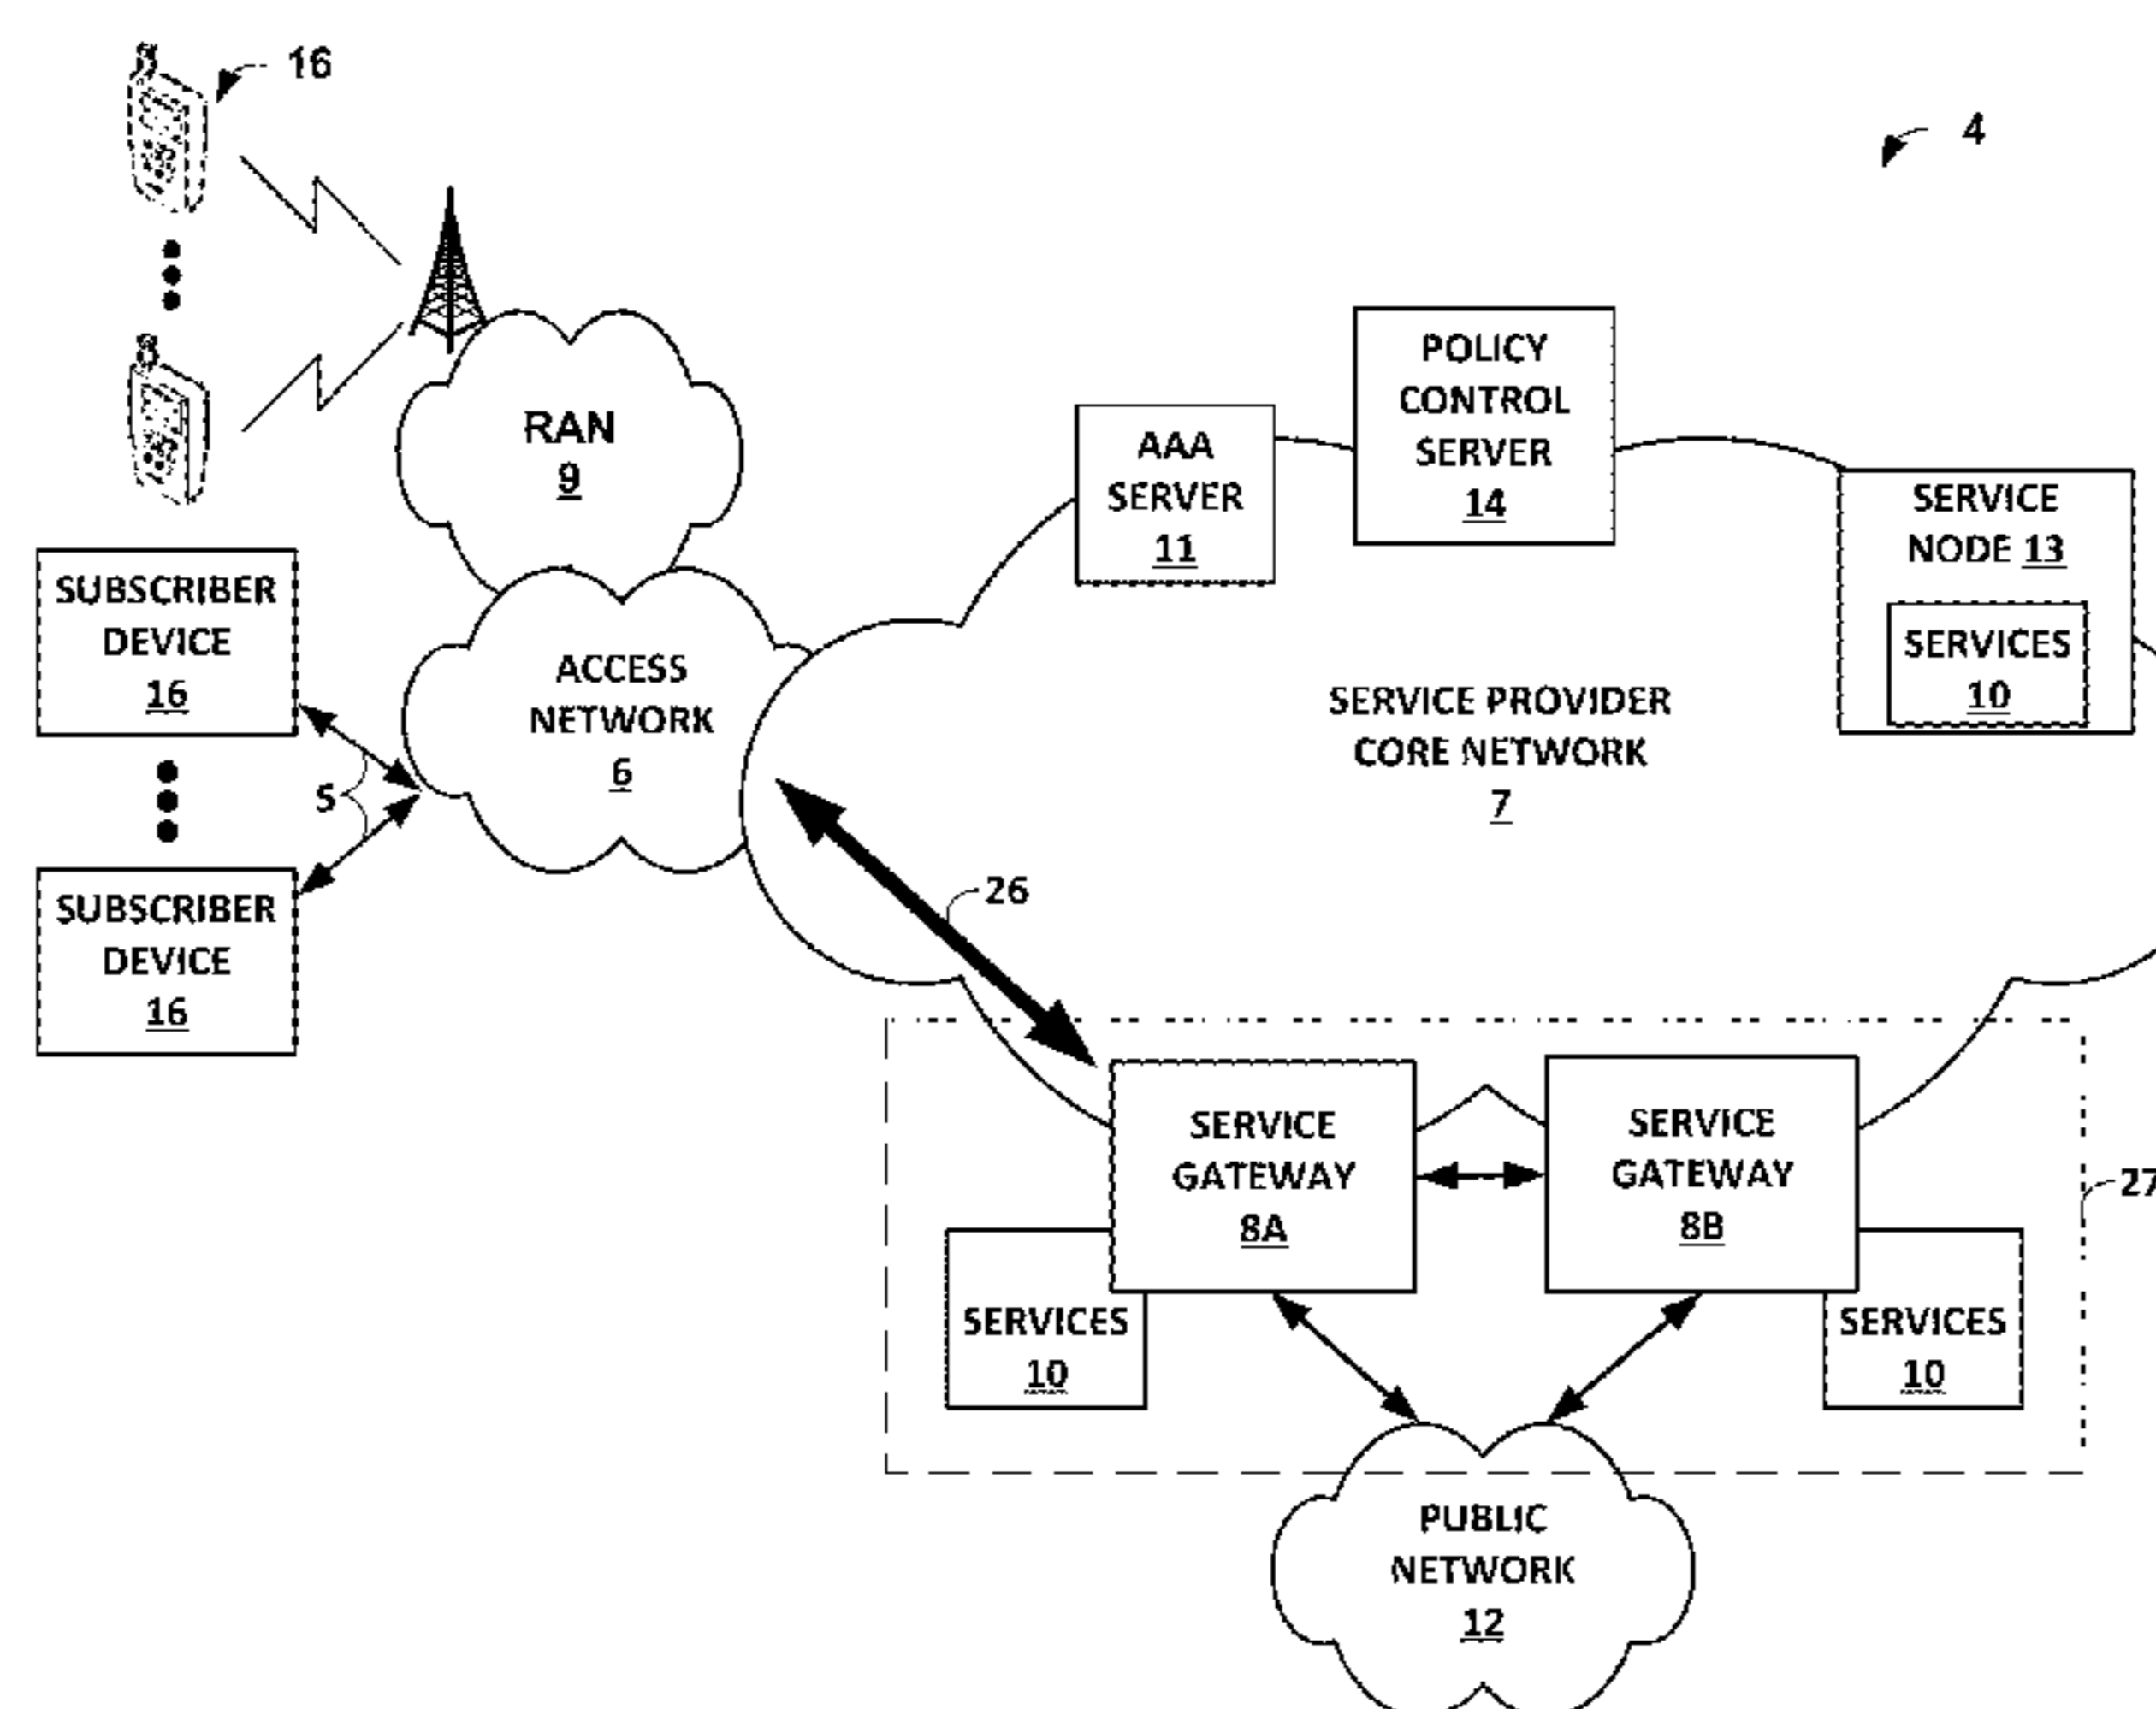 16
4
RAN
9
POLICY
CONTROL
SERVER
14
AAA
SERVER
11
SERVICE
NODE 13
SERVICES
10
SUBSCRIBER
DEVICE
16
ACCESS
NETWORK
6
SERVICE PROVIDER
CORE NETWORK
7
5
SUBSCRIBER
DEVICE
16
26
SERVICE
GATEWAY
8A
SERVICE
GATEWAY
8B
27
SERVICES
10
SERVICES
10
PUBLIC
NETWORK
12